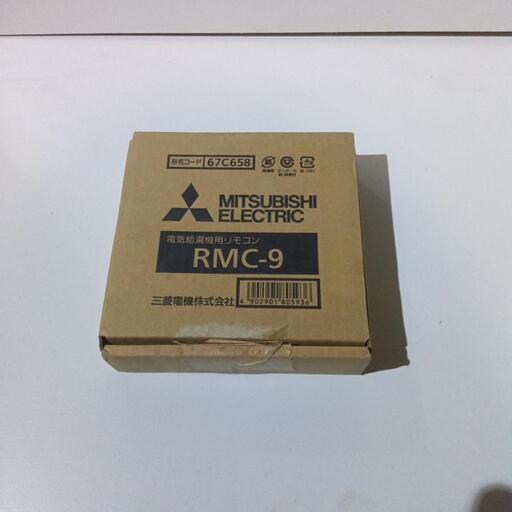 形名コード 67C658
MITSUBISHI
ELECTRIC
電気給湯機用リモコン
RMC-9
三菱電機株式会社
4 902901 805936